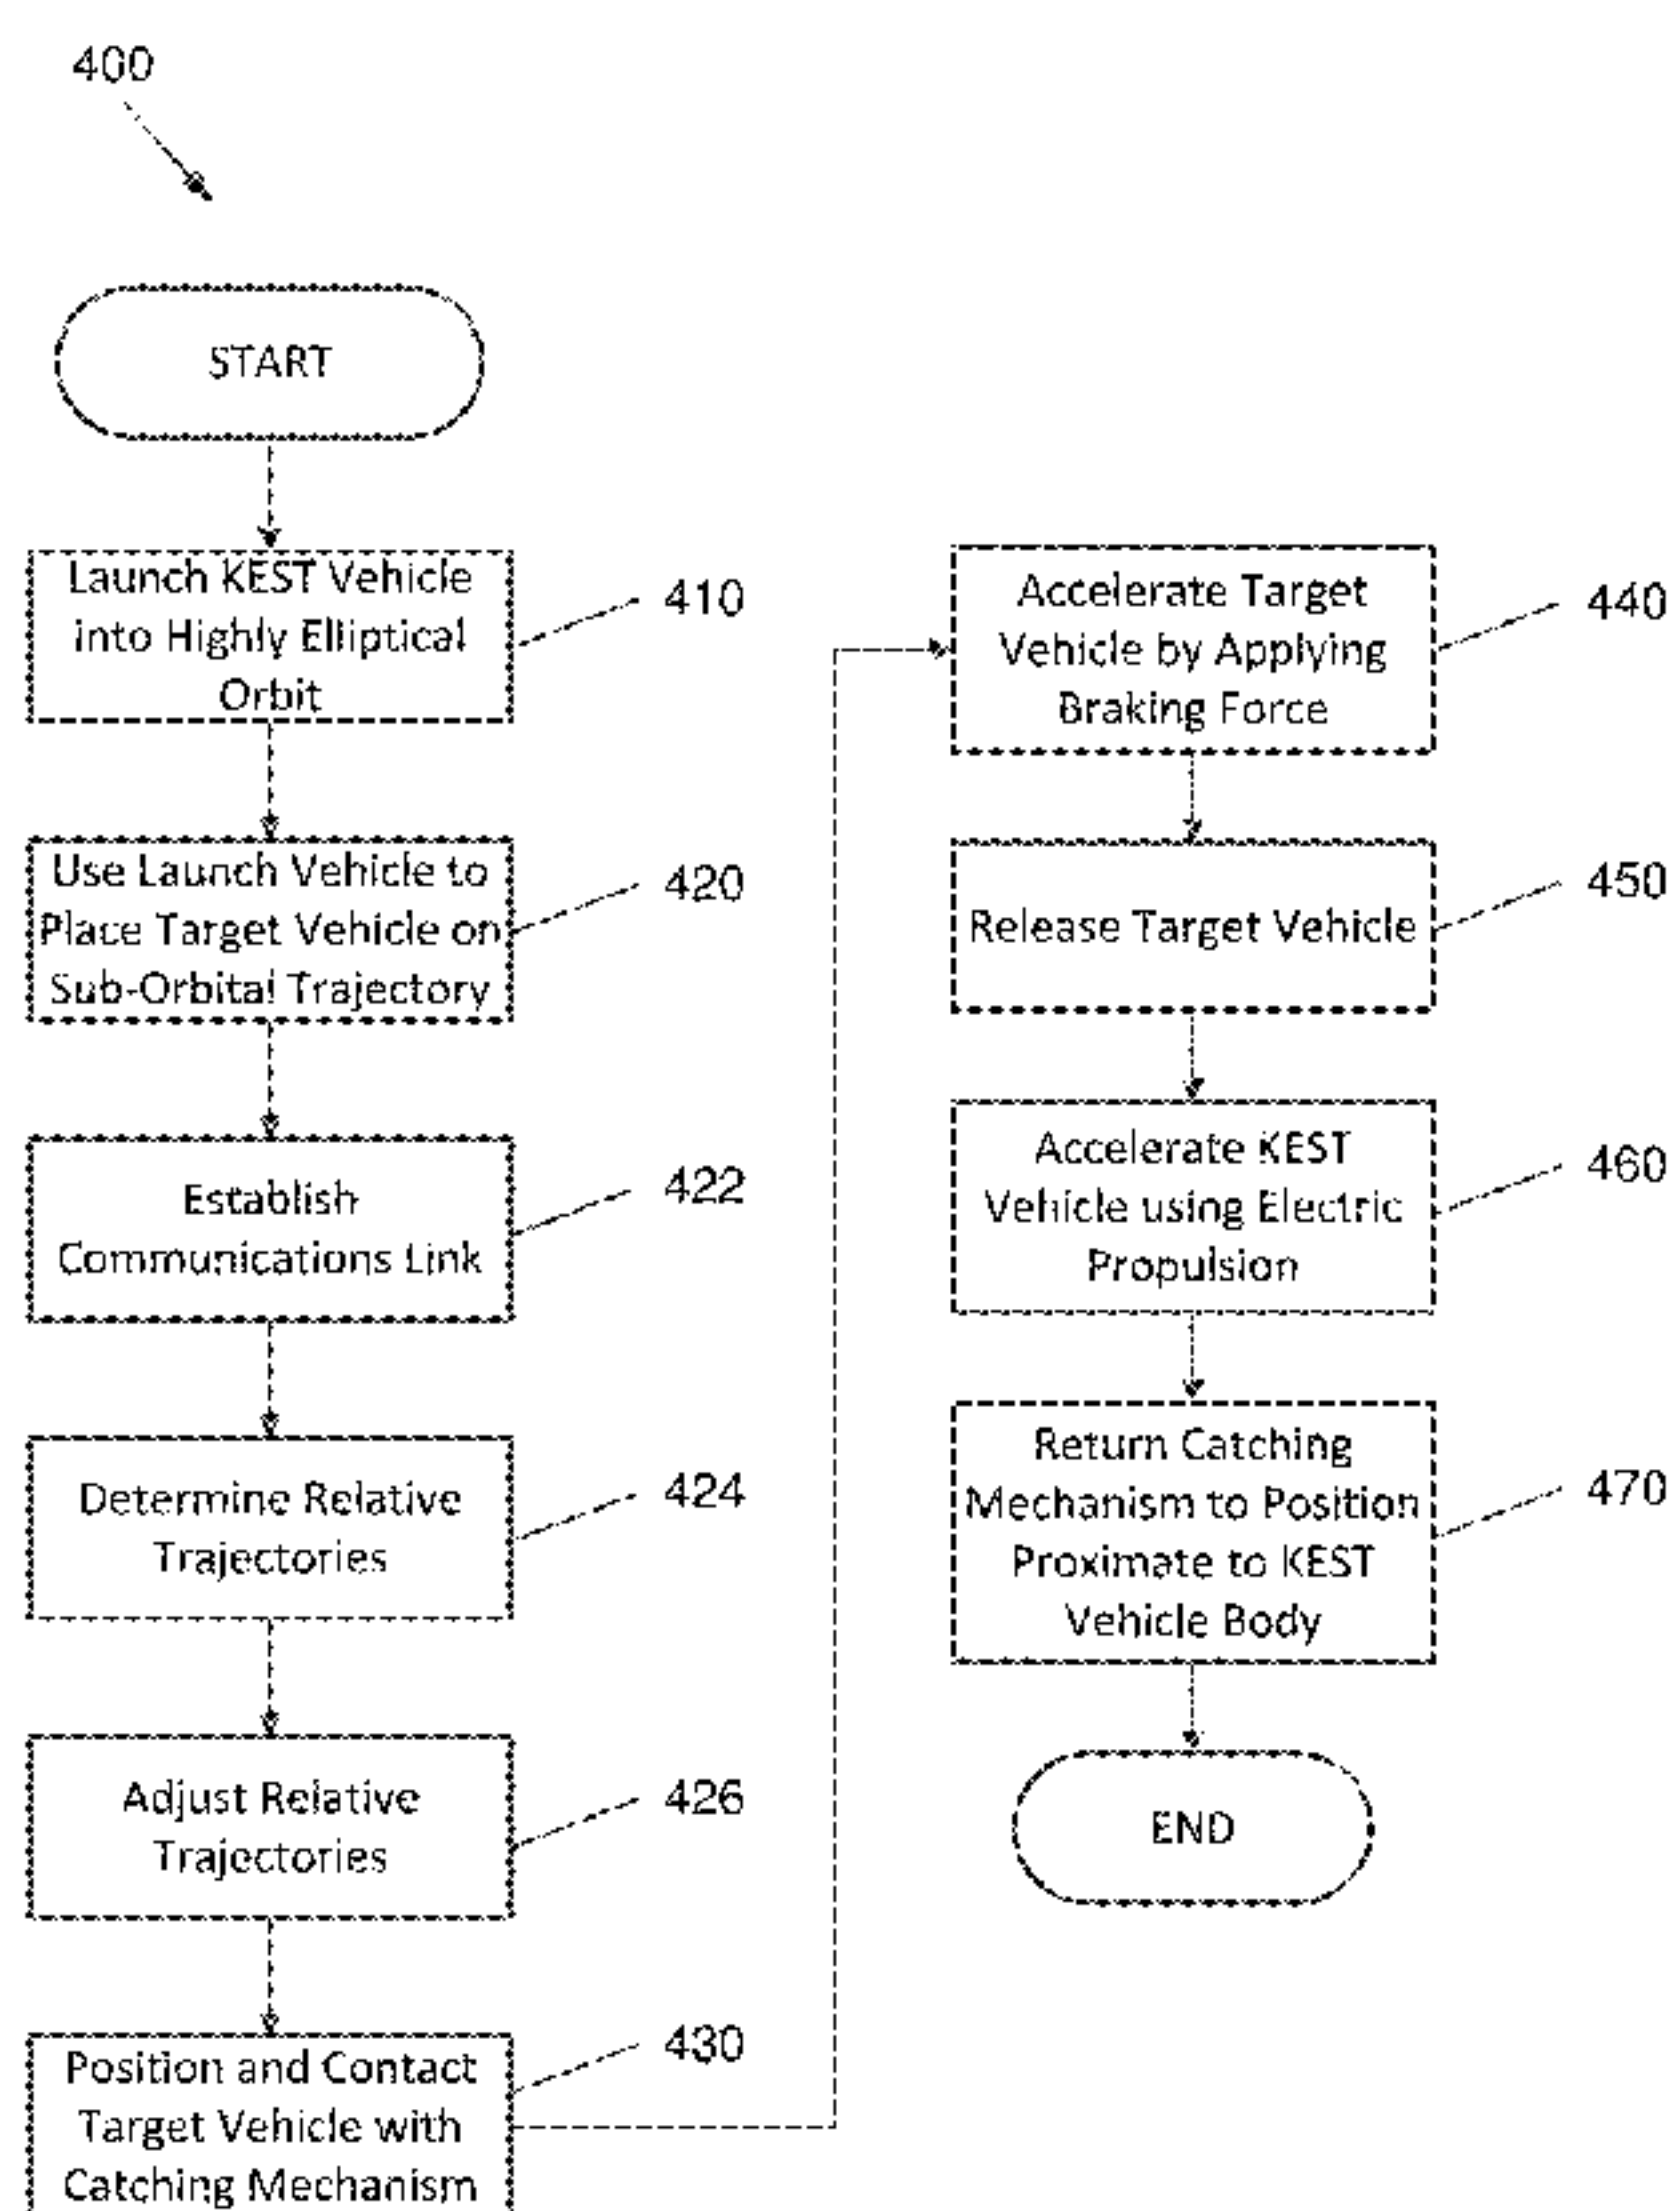 400
START
Launch KEST Vehicle
into Highly Elliptical
Orbit
410
Use Launch Vehicle to
Place Target Vehicle on
Sub-Orbital Trajectory
420
Establish
Communications Link
422
Determine Relative
Trajectories
424
Adjust Relative
Trajectories
426
Position and Contact
Target Vehicle with
Catching Mechanism
430
Accelerate Target
Vehicle by Applying
Braking Force
440
Release Target Vehicle
450
Accelerate KEST
Vehicle using Electric
Propulsion
460
Return Catching
Mechanism to Position
Proximate to KEST
Vehicle Body
470
END